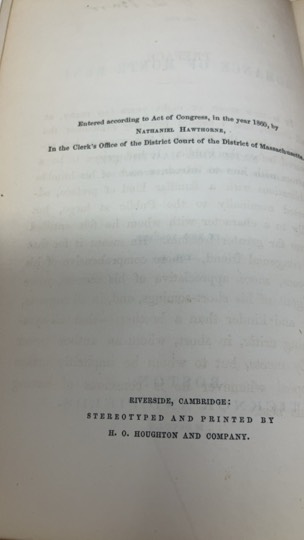 Entered according to Act of Congress, in the year 1860, by
NATHANIEL HAWTHORNE,
In the Clerk's Office of the District Court of the District of Massachusetts.
RIVERSIDE, CAMBRIDGE:
STEREOTYPED AND PRINTED BY
H. O. HOUGHTON AND COMPANY.